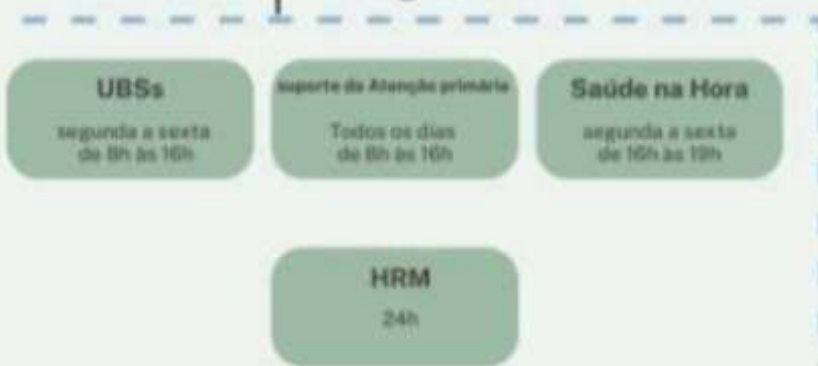 UBSs
segunda a sexta
de 8h às 16h
suporte da Atenção primária
Todos os dias
de 8h às 16h
Saúde na Hora
segunda a sexta
de 16h às 19h
HRM
24h